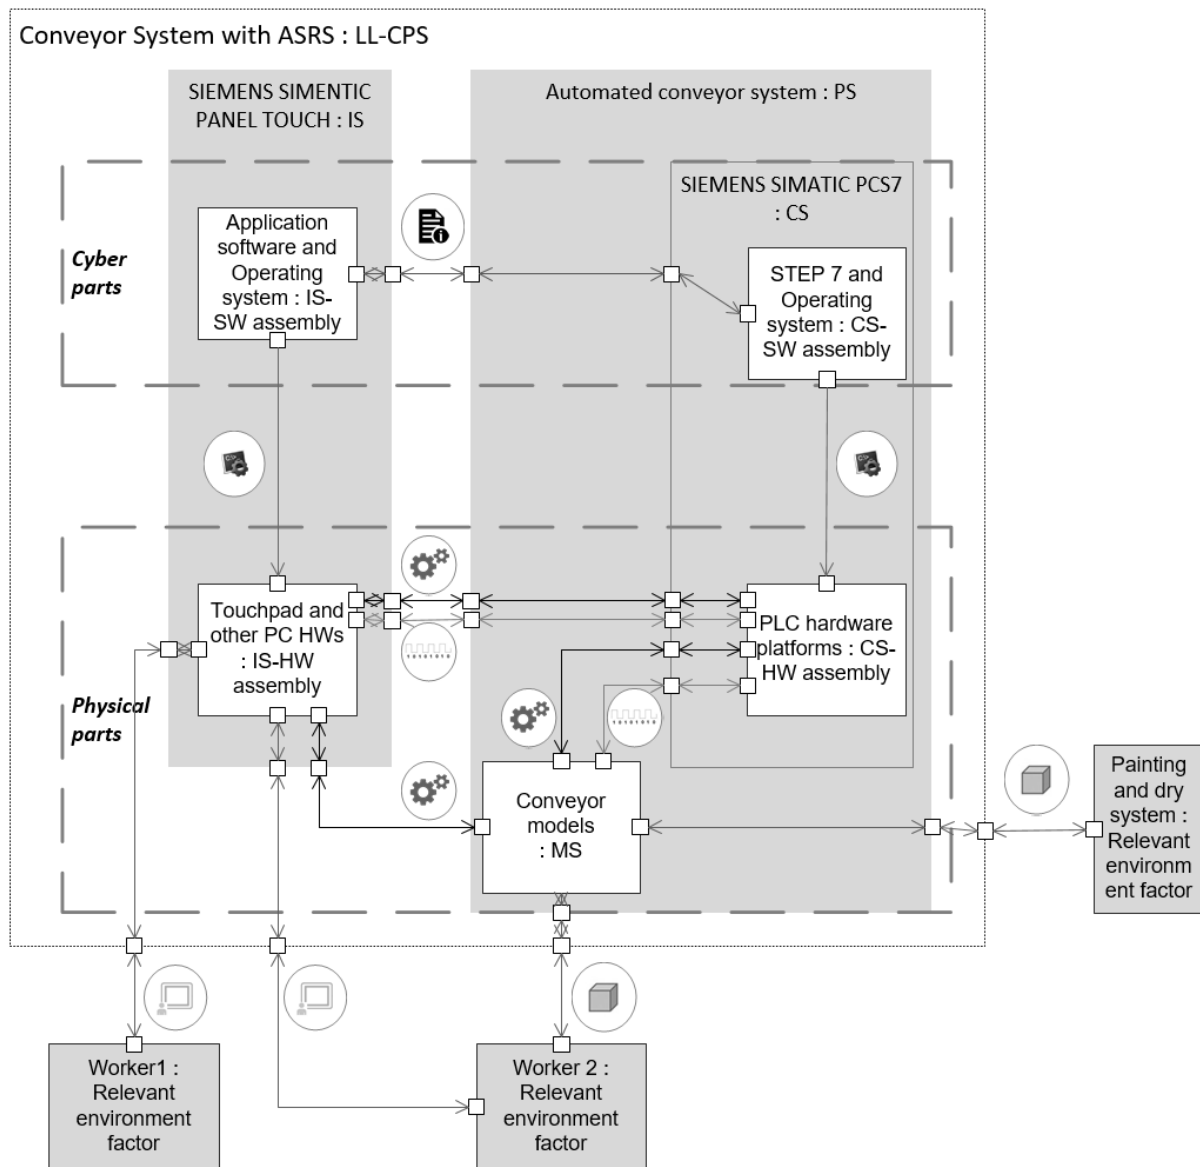 Conveyor System with ASRS : LL-CPS
SIEMENS SIMENTIC
PANEL TOUCH : IS
Automated conveyor system : PS
SIEMENS SIMATIC PCS7
: CS
Cyber
parts
Application
software and
Operating
system : IS-
SW assembly
STEP 7 and
Operating
system : CS-
SW assembly
Physical
parts
Touchpad and
other PC HWs
: IS-HW
assembly
10101010
PLC hardware
platforms : CS-
HW assembly
10101010
Conveyor
models
: MS
Painting
and dry
system :
Relevant
environm
ent factor
Worker1 :
Relevant
environment
factor
Worker 2 :
Relevant
environment
factor